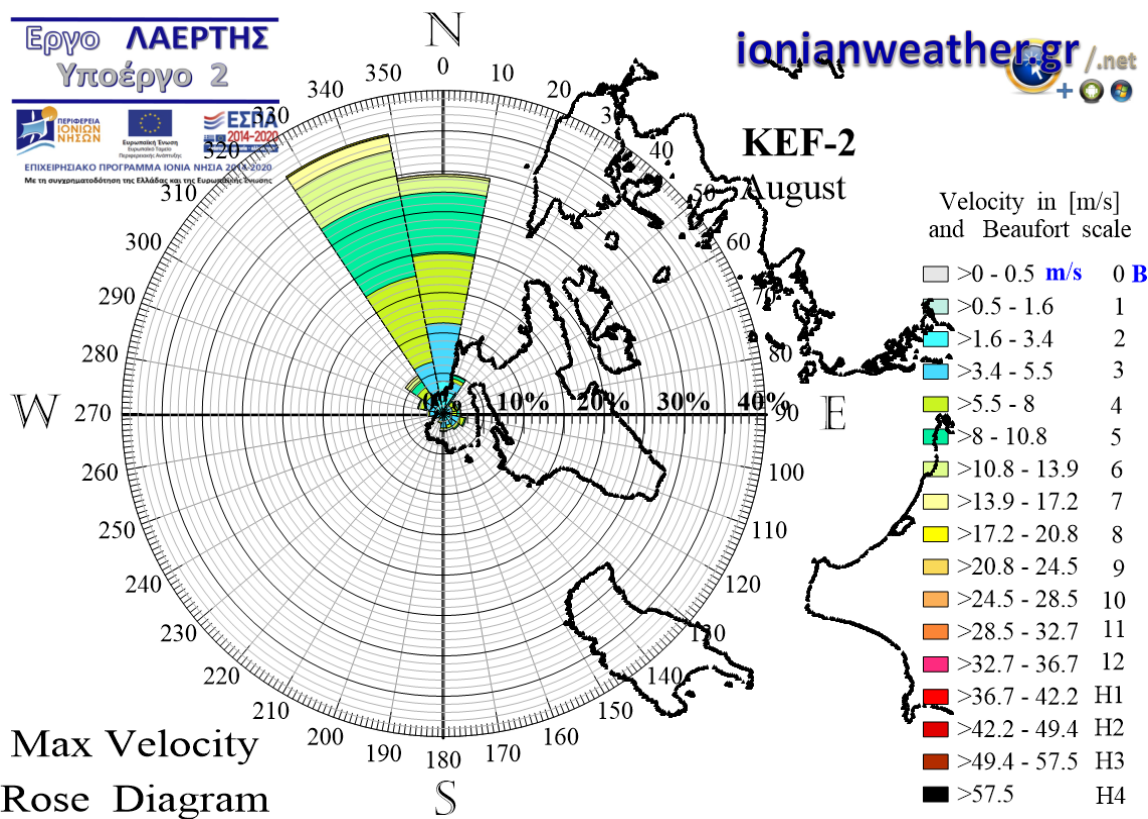 Εργο ΛΑΕΡΤΗΣ
Υποέργο 2
ΠΕΡΙΦΕΡΕΙΑ
ΙΟΝΙΩΝ
ΝΗΣΩΝ
Ευρωπαϊκή Ένωση
Ευρωπαϊκό Ταμείο
Περιφερειακής Ανάπτυξης
ΕΣΠΑ
2014-2020
ΕΠΙΧΕΙΡΗΣΙΑΚΟ ΠΡΟΓΡΑΜΜΑ ΙΟΝΙΑ ΝΗΣΙΑ 2014-2020
Με τη συγχρηματοδότηση της Ελλάδας και της Ευρωπαϊκής Ένωσης
ionianweather.gr /.net
KEF-2
August
N
0
10
20
30
40
50
60
70
80
90
E
100
110
120
130
140
150
160
170
180
S
190
200
210
220
230
240
250
260
270
W
280
290
300
310
320
330
340
350
10% 20% 30% 40%
Velocity in [m/s]
and Beaufort scale
>0 - 0.5 m/s 0 B
>0.5 - 1.6 1
>1.6 - 3.4 2
>3.4 - 5.5 3
>5.5 - 8 4
>8 - 10.8 5
>10.8 - 13.9 6
>13.9 - 17.2 7
>17.2 - 20.8 8
>20.8 - 24.5 9
>24.5 - 28.5 10
>28.5 - 32.7 11
>32.7 - 36.7 12
>36.7 - 42.2 H1
>42.2 - 49.4 H2
>49.4 - 57.5 H3
>57.5 H4
Max Velocity
Rose Diagram